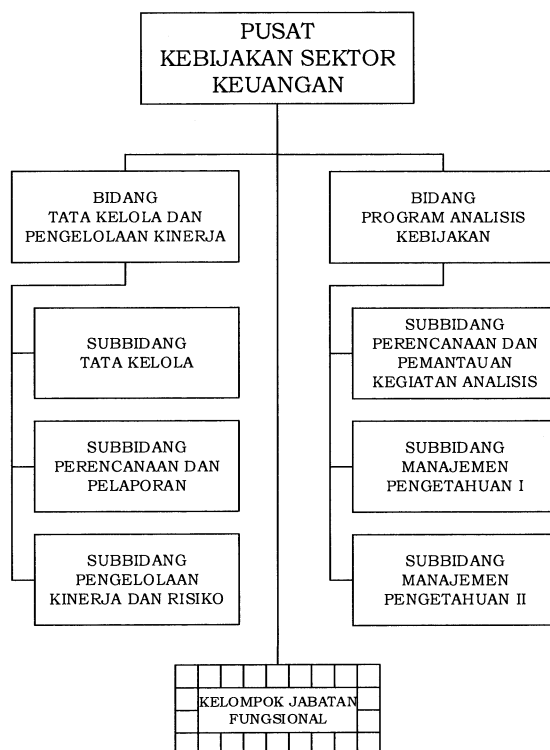 PUSAT
KEBIJAKAN SEKTOR
KEUANGAN
BIDANG
TATA KELOLA DAN
PENGELOLAAN KINERJA
BIDANG
PROGRAM ANALISIS
KEBIJAKAN
SUBBIDANG
TATA KELOLA
SUBBIDANG
PERENCANAAN DAN
PELAPORAN
SUBBIDANG
PENGELOLAAN
KINERJA DAN RISIKO
SUBBIDANG
PERENCANAAN DAN
PEMANTAUAN
KEGIATAN ANALISIS
SUBBIDANG
MANAJEMEN
PENGETAHUAN I
SUBBIDANG
MANAJEMEN
PENGETAHUAN II
KELOMPOK JABATAN
FUNGSIONAL